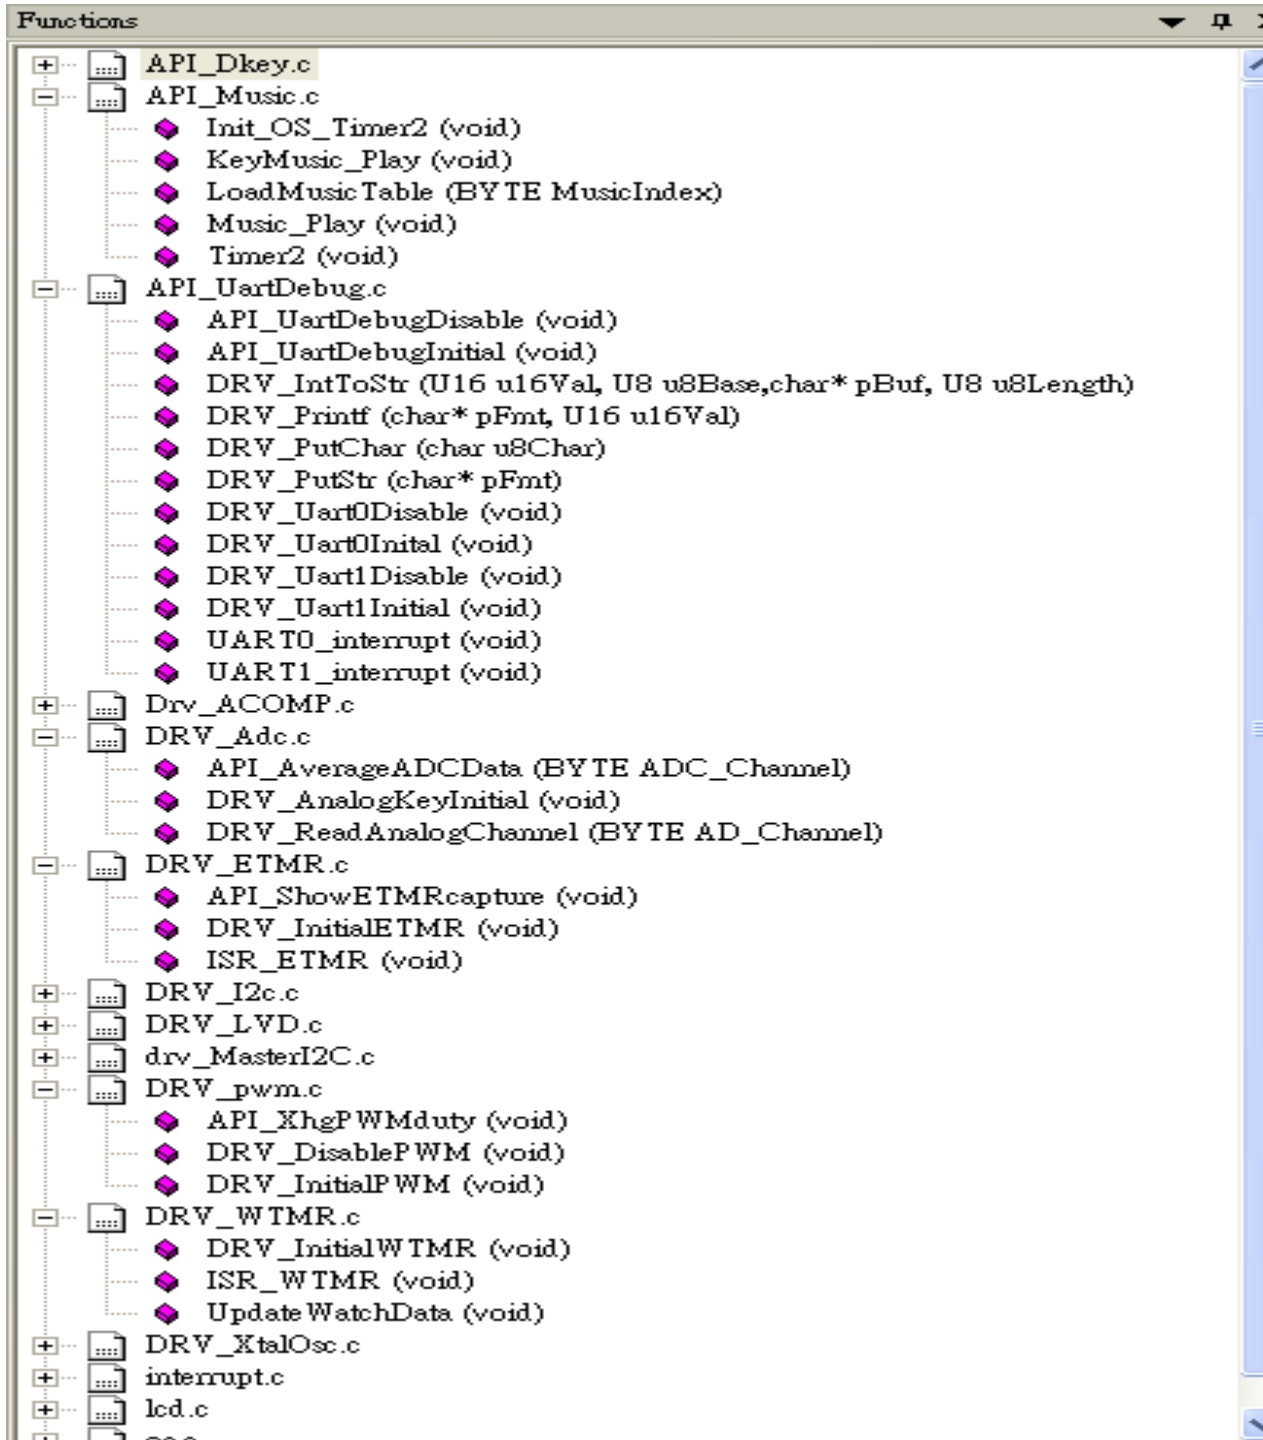 Functions
API_Dkey.c
API_Music.c
Init_OS_Timer2 (void)
KeyMusic_Play (void)
LoadMusicTable (BYTE MusicIndex)
Music_Play (void)
Timer2 (void)
API_UartDebug.c
API_UartDebugDisable (void)
API_UartDebugInitial (void)
DRV_IntToStr (U16 u16Val, U8 u8Base,char* pBuf, U8 u8Length)
DRV_Printf (char* pFmt, U16 u16Val)
DRV_PutChar (char u8Char)
DRV_PutStr (char* pFmt)
DRV_Uart0Disable (void)
DRV_Uart0Inital (void)
DRV_Uart1Disable (void)
DRV_Uart1Initial (void)
UART0_interrupt (void)
UART1_interrupt (void)
Drv_ACOMP.c
DRV_Adc.c
API_AverageADCData (BYTE ADC_Channel)
DRV_AnalogKeyInitial (void)
DRV_ReadAnalogChannel (BYTE AD_Channel)
DRV_ETMR.c
API_ShowETMRcapture (void)
DRV_InitialETMR (void)
ISR_ETMR (void)
DRV_I2c.c
DRV_LVD.c
drv_MasterI2C.c
DRV_pwm.c
API_XhgPWMduty (void)
DRV_DisablePWM (void)
DRV_InitialPWM (void)
DRV_WTMR.c
DRV_InitialWTMR (void)
ISR_WTMR (void)
UpdateWatchData (void)
DRV_XtalOsc.c
interrupt.c
lcd.c